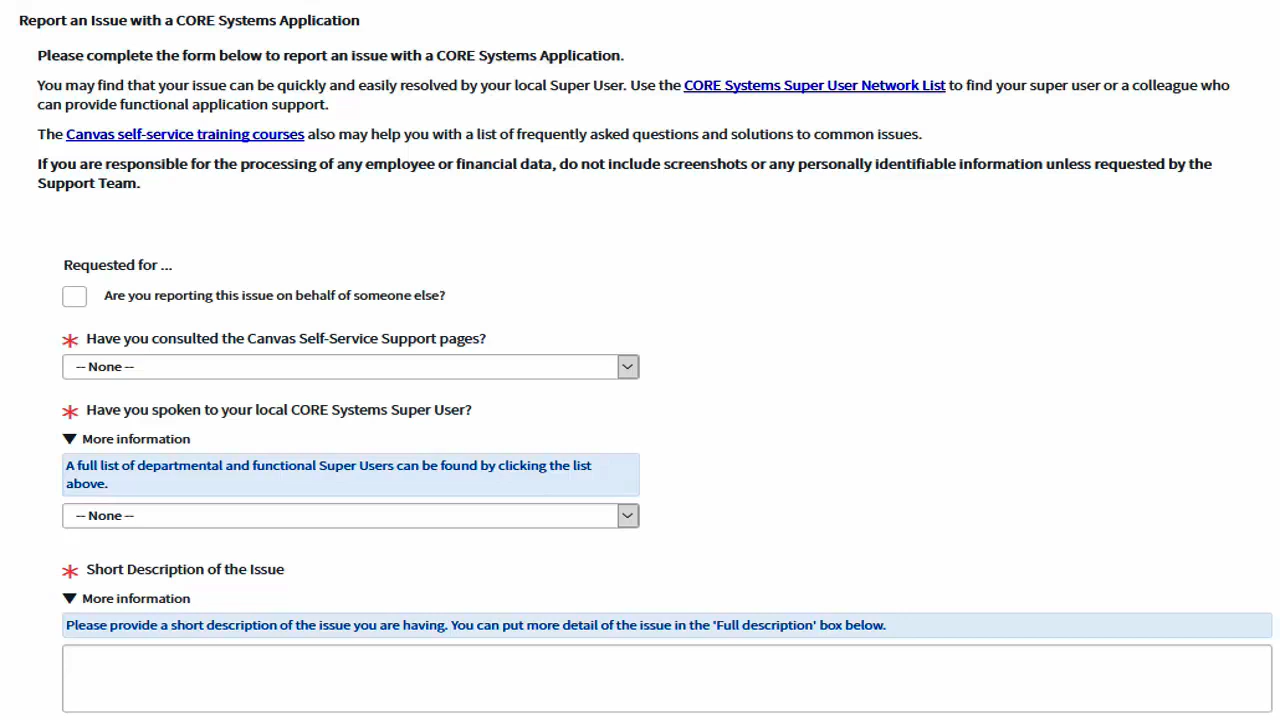 Report an Issue with a CORE Systems Application
Please complete the form below to report an issue with a CORE Systems Application.
You may find that your issue can be quickly and easily resolved by your local Super User. Use the CORE Systems Super User Network List to find your super user or a colleague who
can provide functional application support.
The Canvas self-service training courses also may help you with a list of frequently asked questions and solutions to common issues.
If you are responsible for the processing of any employee or financial data, do not include screenshots or any personally identifiable information unless requested by the
Support Team.
Requested for ...
Are you reporting this issue on behalf of someone else?
Have you consulted the Canvas Self-Service Support pages?
-- None --
Have you spoken to your local CORE Systems Super User?
More information
A full list of departmental and functional Super Users can be found by clicking the list
above.
-- None --
Short Description of the Issue
More information
Please provide a short description of the issue you are having. You can put more detail of the issue in the 'Full description' box below.